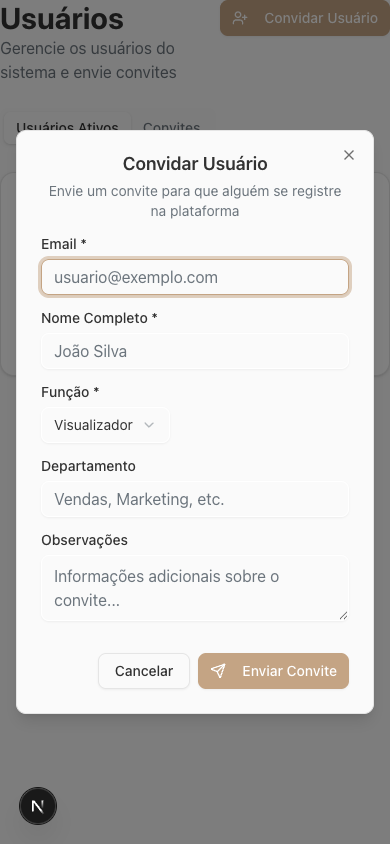 Usuários
Convidar Usuário
Gerencie os usuários do
sistema e envie convites
Usuários Ativos
Convites
Convidar Usuário
Envie um convite para que alguém se registre
na plataforma
Email *
usuario@exemplo.com
Nome Completo *
João Silva
Função *
Visualizador
Departamento
Vendas, Marketing, etc.
Observações
Informações adicionais sobre o
convite...
Cancelar
Enviar Convite
N